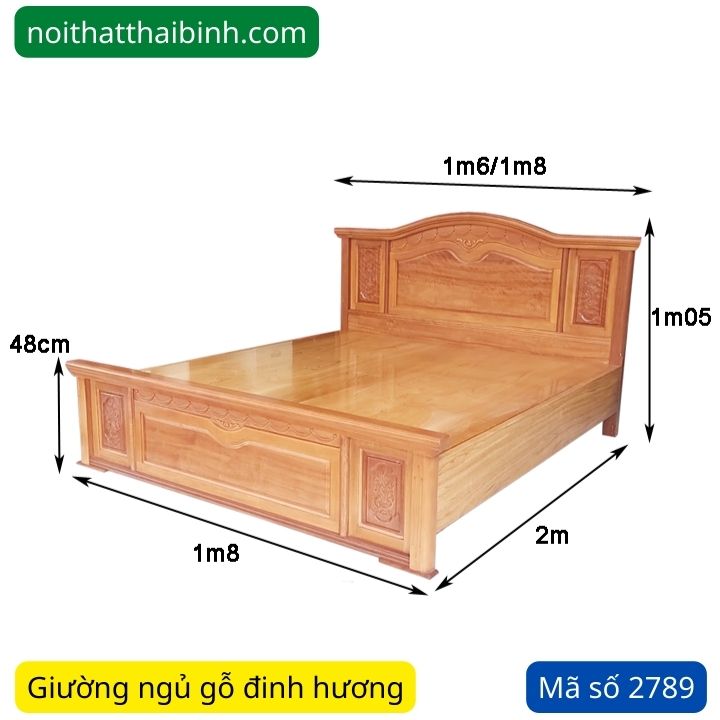 noithatthaibinh.com
1m6/1m8
1m05
48cm
2m
1m8
Giường ngủ gỗ đinh hương
Mã số 2789